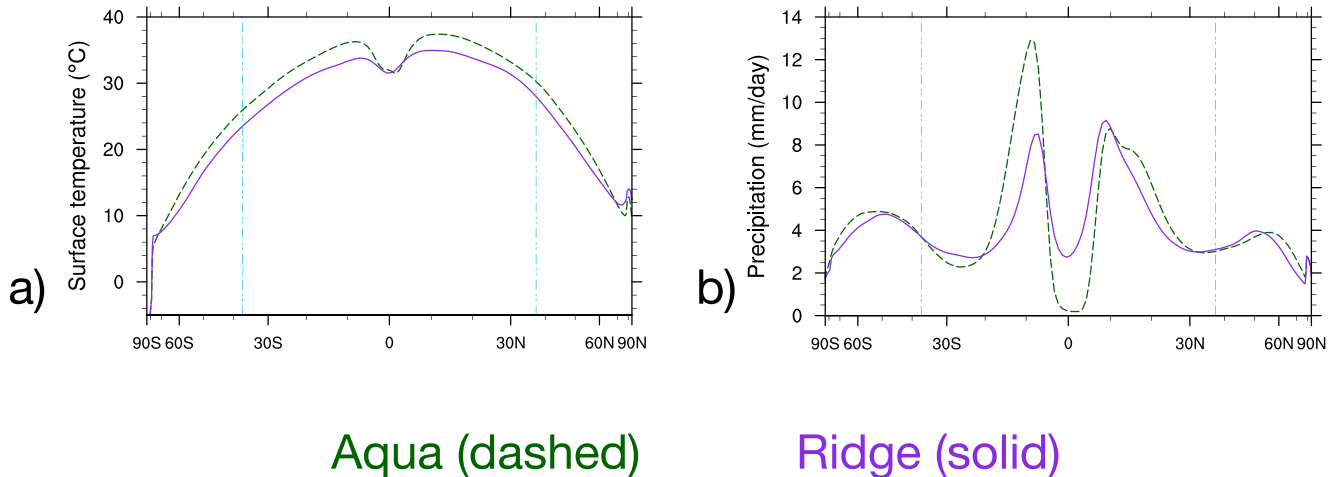 a)
Surface temperature (°C)
40
30
20
10
0
90S 60S 30S 0 30N 60N 90N
b)
Precipitation (mm/day)
14
12
10
8
6
4
2
0
90S 60S 30S 0 30N 60N 90N
Aqua (dashed) Ridge (solid)